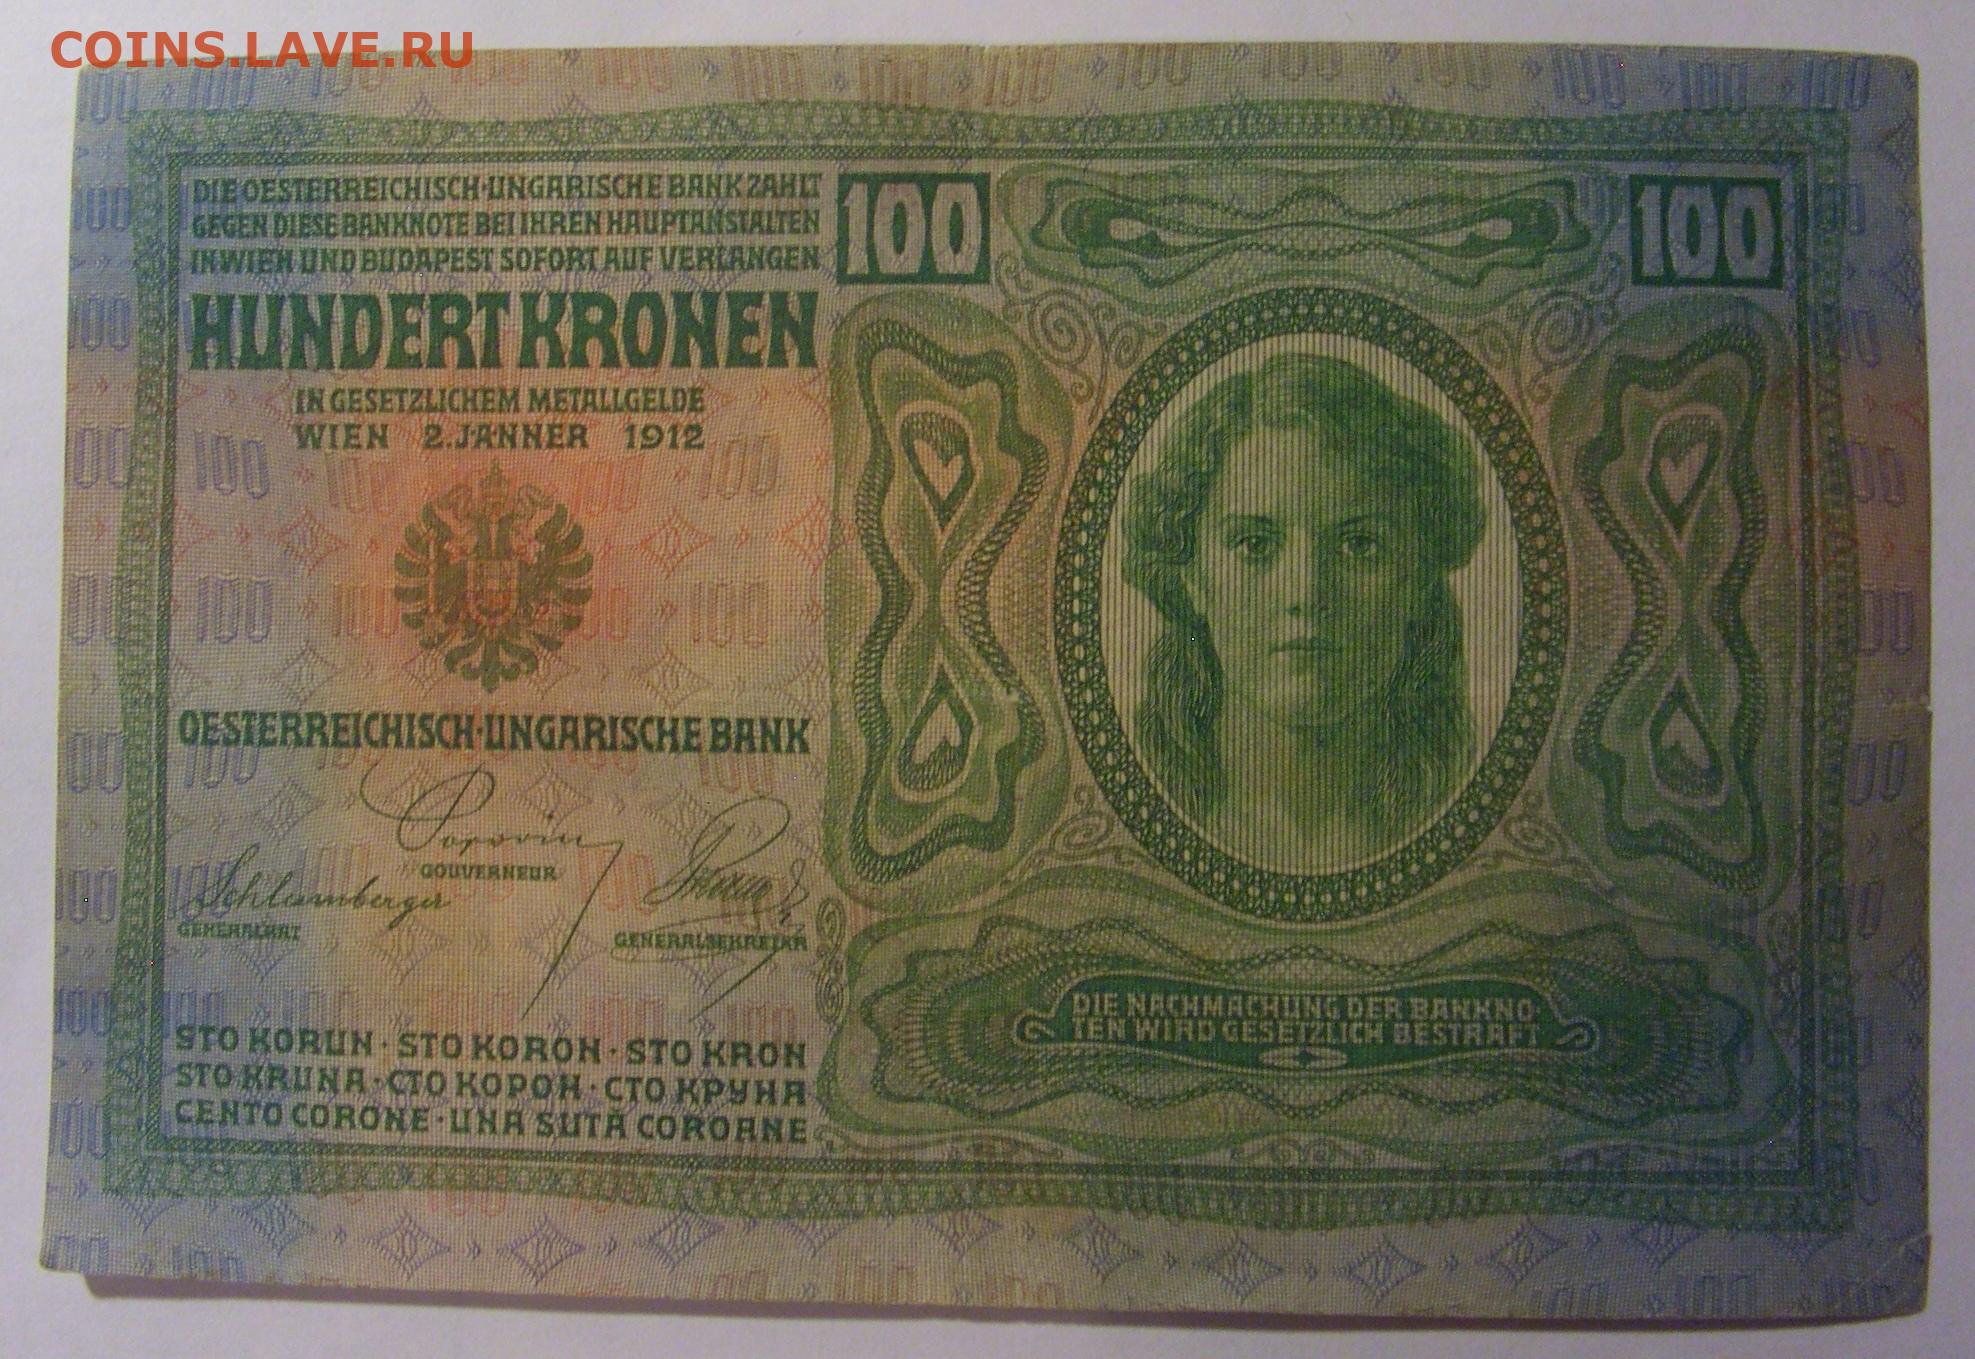 COINS.LAVE.RU
DIE OESTERREICHISCH-UNGARISCHE BANK ZAHLT
GEGEN DIESE BANKNOTE BEI IHREN HAUPTANSTALTEN
IN WIEN UND BUDAPEST SOFORT AUF VERLANGEN
HUNDERT KRONEN
IN GESETZLICHEM METALLGELDE
WIEN 2. JÄNNER 1912
OESTERREICHISCH-UNGARISCHE BANK
Popovics
GOUVERNEUR
Schlumberger
GENERALRAT
GENERALSEKRETÄR
STO KORUN · STO KORON · STO KRON
STO KRUNA · СТО КОРОН · СТО КРУНА
CENTO CORONE · UNA SUTĂ COROANE
100
100
DIE NACHMACHUNG DER BANKNO-
TEN WIRD GESETZLICH BESTRAFT